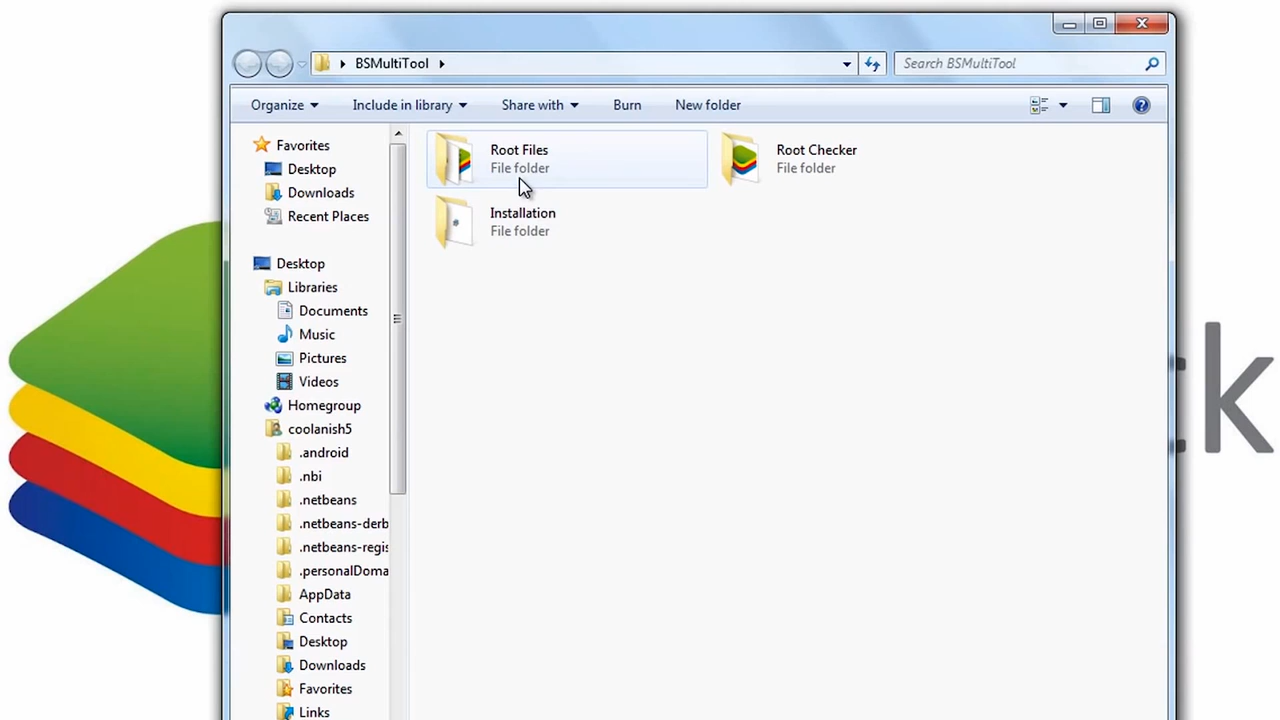 BSMultiTool
Search BSMultiTool
Organize
Include in library
Share with
Burn
New folder
Favorites
Desktop
Downloads
Recent Places
Desktop
Libraries
Documents
Music
Pictures
Videos
Homegroup
coolanish5
.android
.nbi
.netbeans
.netbeans-derb
.netbeans-regis
.personalDoma
AppData
Contacts
Desktop
Downloads
Favorites
Links
Root Files
File folder
Root Checker
File folder
Installation
File folder
ck